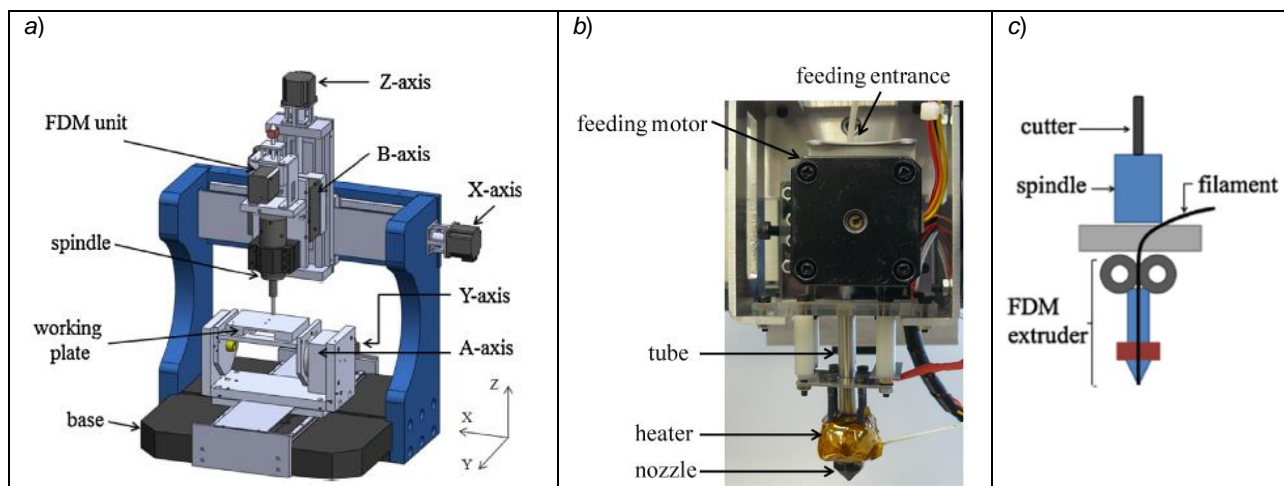 a)
Z-axis
FDM unit
B-axis
X-axis
spindle
Y-axis
working
plate
A-axis
base
Z
X
Y
b)
feeding entrance
feeding motor
tube
heater
nozzle
c)
cutter
spindle
filament
FDM
extruder